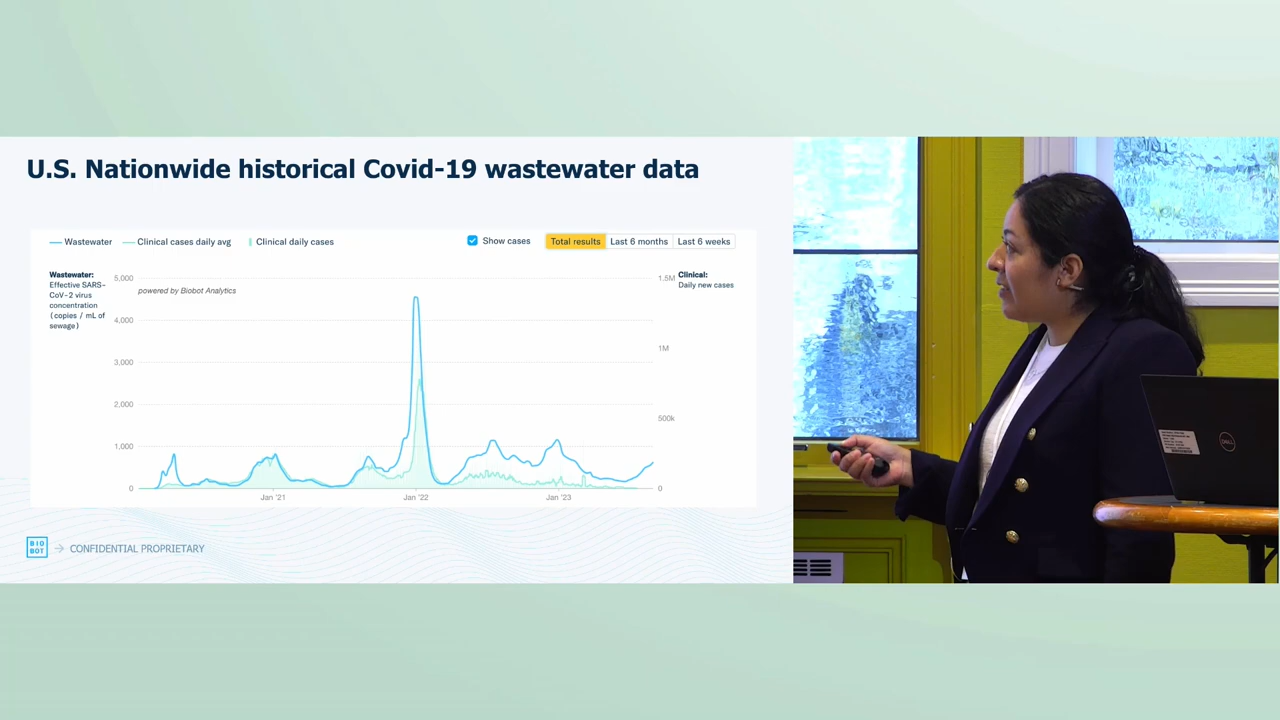 U.S. Nationwide historical Covid-19 wastewater data
Wastewater
Clinical cases daily avg
Clinical daily cases
Show cases
Total results
Last 6 months
Last 6 weeks
Wastewater:
Effective SARS-
CoV-2 virus
concentration
(copies / mL of
sewage)
5,000
4,000
3,000
2,000
1,000
0
powered by Biobot Analytics
1.5M
1M
500k
0
Clinical:
Daily new cases
Jan '21
Jan '22
Jan '23
BIO
BOT
CONFIDENTIAL PROPRIETARY
DELL